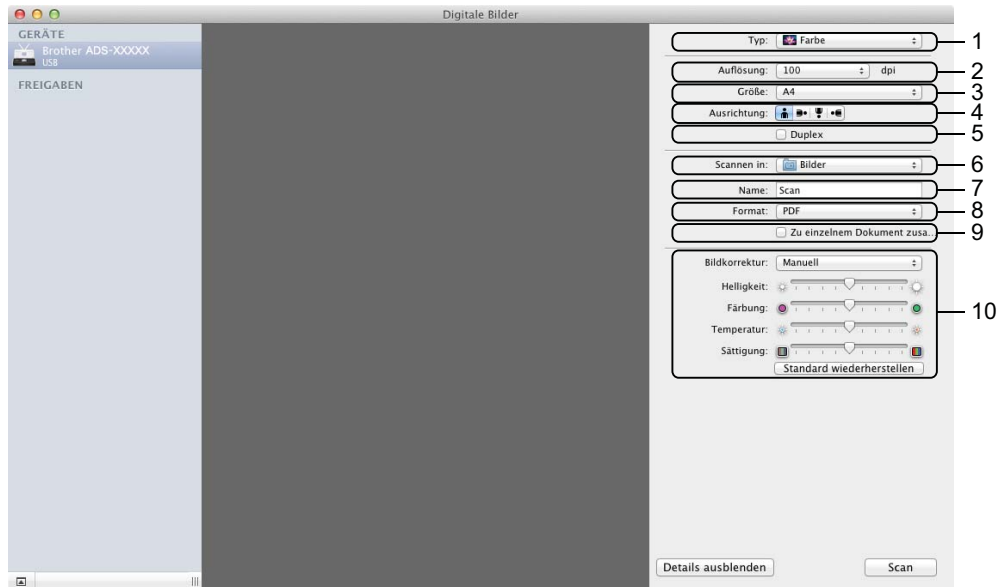 Digitale Bilder
GERÄTE
Brother ADS-XXXXX
USB
FREIGABEN
Typ: Farbe 1
Auflösung: 100 dpi 2
Größe: A4 3
Ausrichtung: 4
Duplex 5
Scannen in: Bilder 6
Name: Scan 7
Format: PDF 8
Zu einzelnem Dokument zusa... 9
Bildkorrektur: Manuell
Helligkeit:
Färbung: 10
Temperatur:
Sättigung:
Standard wiederherstellen
Details ausblenden Scan